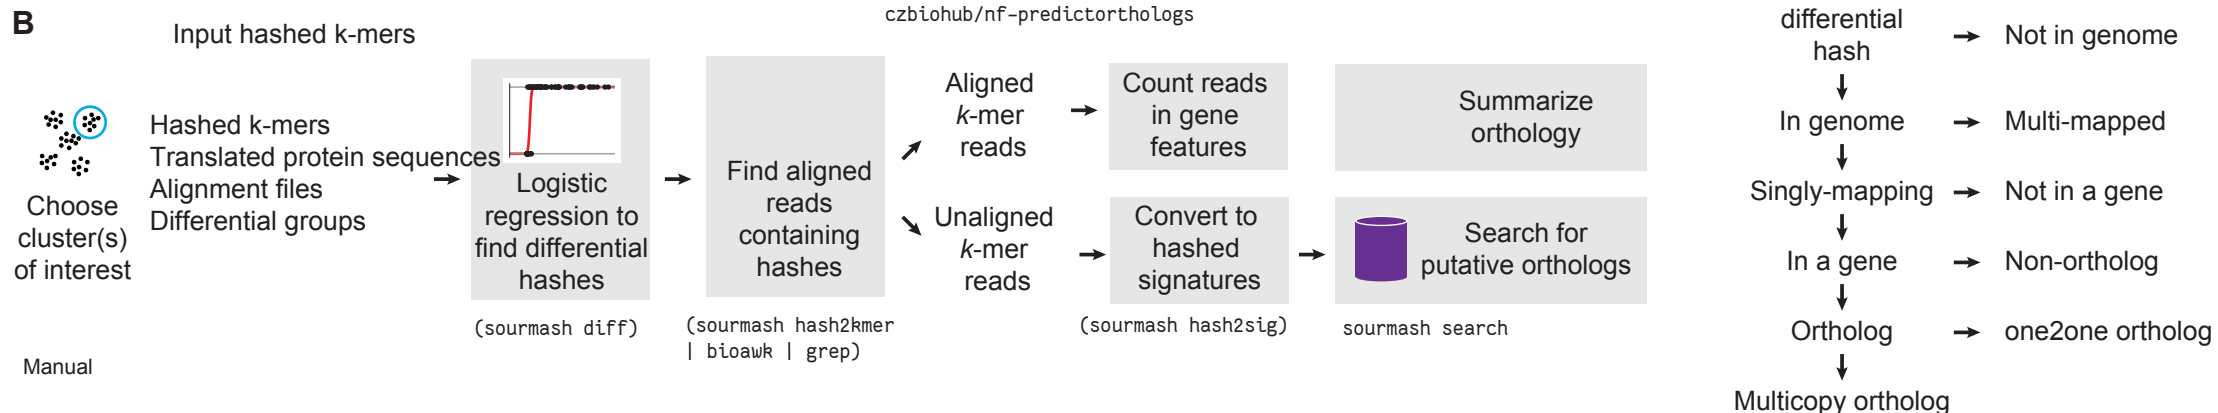 B
czbiohub/nf-predictorthologs
Input hashed k-mers
Choose
cluster(s)
of interest
Manual
Hashed k-mers
Translated protein sequences
Alignment files
Differential groups
Logistic
regression to
find differential
hashes
(sourmash diff)
Find aligned
reads
containing
hashes
(sourmash hash2kmer
| bioawk | grep)
Aligned
k-mer
reads
Count reads
in gene
features
Summarize
orthology
Unaligned
k-mer
reads
Convert to
hashed
signatures
(sourmash hash2sig)
Search for
putative orthologs
sourmash search
differential
hash
Not in genome
In genome
Multi-mapped
Singly-mapping
Not in a gene
In a gene
Non-ortholog
Ortholog
one2one ortholog
Multicopy ortholog